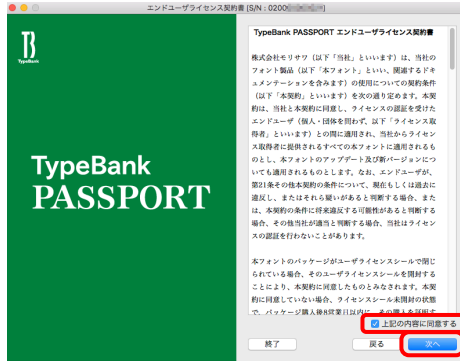 エンドユーザライセンス契約書 [S/N : 0200
TypeBank
TypeBank
PASSPORT
TypeBank PASSPORT エンドユーザライセンス契約書
株式会社モリサワ（以下「当社」といいます）は、当社の
フォント製品（以下「本フォント」といい、関連するドキ
ュメンテーションを含みます）の使用についての契約条件
（以下「本契約」といいます）を次の通り定めます。本契
約は、当社と本契約に同意し、ライセンスの認証を受けた
エンドユーザ（個人・団体を問わず、以下「ライセンス取
得者」といいます）との間に適用され、当社からライセン
ス取得者に提供されるすべての本フォントに適用されるも
のとし、本フォントのアップデート及び新バージョンにつ
いても適用されるものとします。なお、エンドユーザが、
第21条その他本契約の条件について、現在もしくは過去に
違反し、またはそれら疑いがあると判断する場合、また
は、本契約の条件に将来違反する可能性があると判断する
場合、その他当社が適当と判断する場合、当社はライセン
スの認証を行わないことがあります。
本フォントのパッケージがユーザライセンスシールで閉じ
られている場合、そのユーザライセンスシールを開封する
ことにより、本契約に同意したものとみなされます。本契
約に同意していない場合、ライセンスシール未開封の状態
で、パッケージ購入後8営業日以内に、その購入を証明す
上記の内容に同意する
終了
戻る
次へ